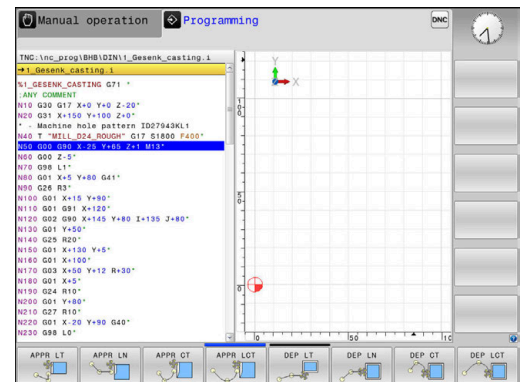 Manual operation
Programming
DNC
TNC:\nc_prog\BHB\DIN\1_Gesenk_casting.i
→1_Gesenk_casting.i
%1_GESENK_CASTING G71 *
;ANY COMMENT
N10 G30 G17 X+0 Y+0 Z-20*
N20 G31 X+150 Y+100 Z+0*
* - Machine hole pattern ID27943KL1
N40 T "MILL_D24_ROUGH" G17 S1800 F400*
N50 G00 G90 X-25 Y+65 Z+1 M13*
N60 G00 Z-5*
N70 G98 L1*
N80 G01 X+5 Y+80 G41*
N90 G26 R3*
N100 G01 X+15 Y+90*
N110 G01 G91 X+120*
N120 G02 G90 X+145 Y+80 I+135 J+80*
N130 G01 Y+50*
N140 G25 R20*
N150 G01 X+130 Y+5*
N160 G01 X+100*
N170 G03 X+50 Y+12 R+30*
N180 G01 X+5*
N190 G24 R10*
N200 G01 Y+80*
N210 G27 R10*
N220 G01 X-20 Y+90 G40*
N230 G98 L0*
Y
X
0
50
APPR LT
APPR LN
APPR CT
APPR LCT
DEP LT
DEP LN
DEP CT
DEP LCT